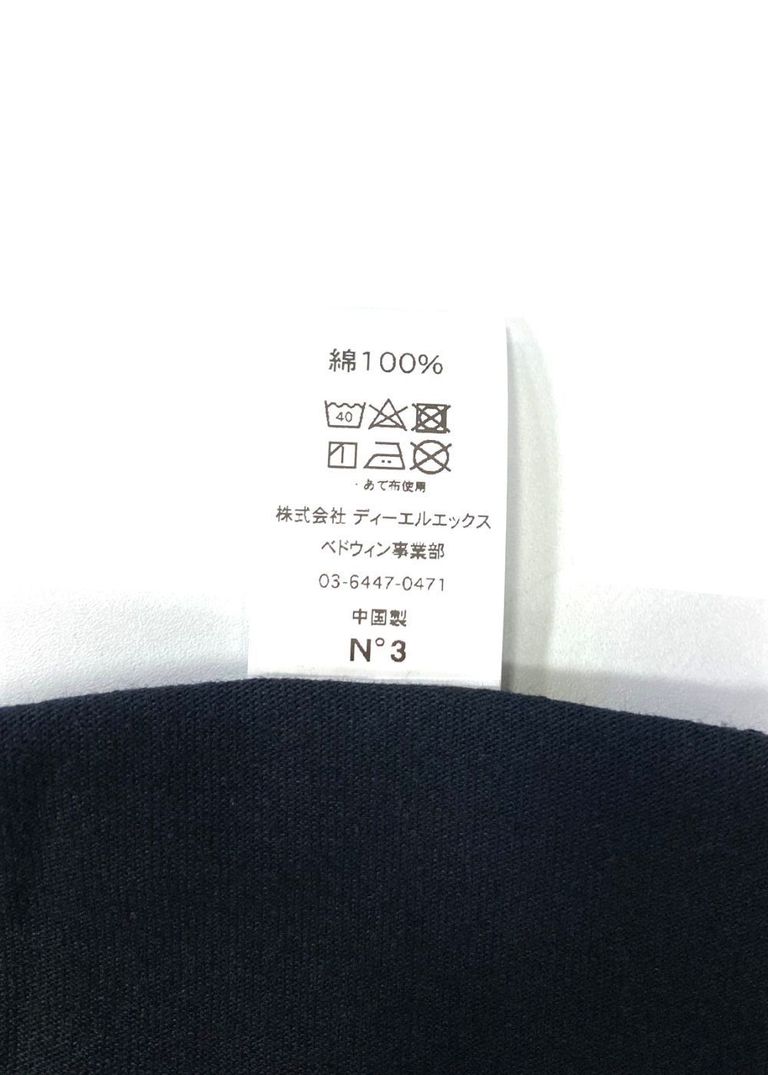 綿100%
40
・あて布使用
株式会社 ディーエルエックス
ベドウィン事業部
03-6447-0471
中国製
N°3